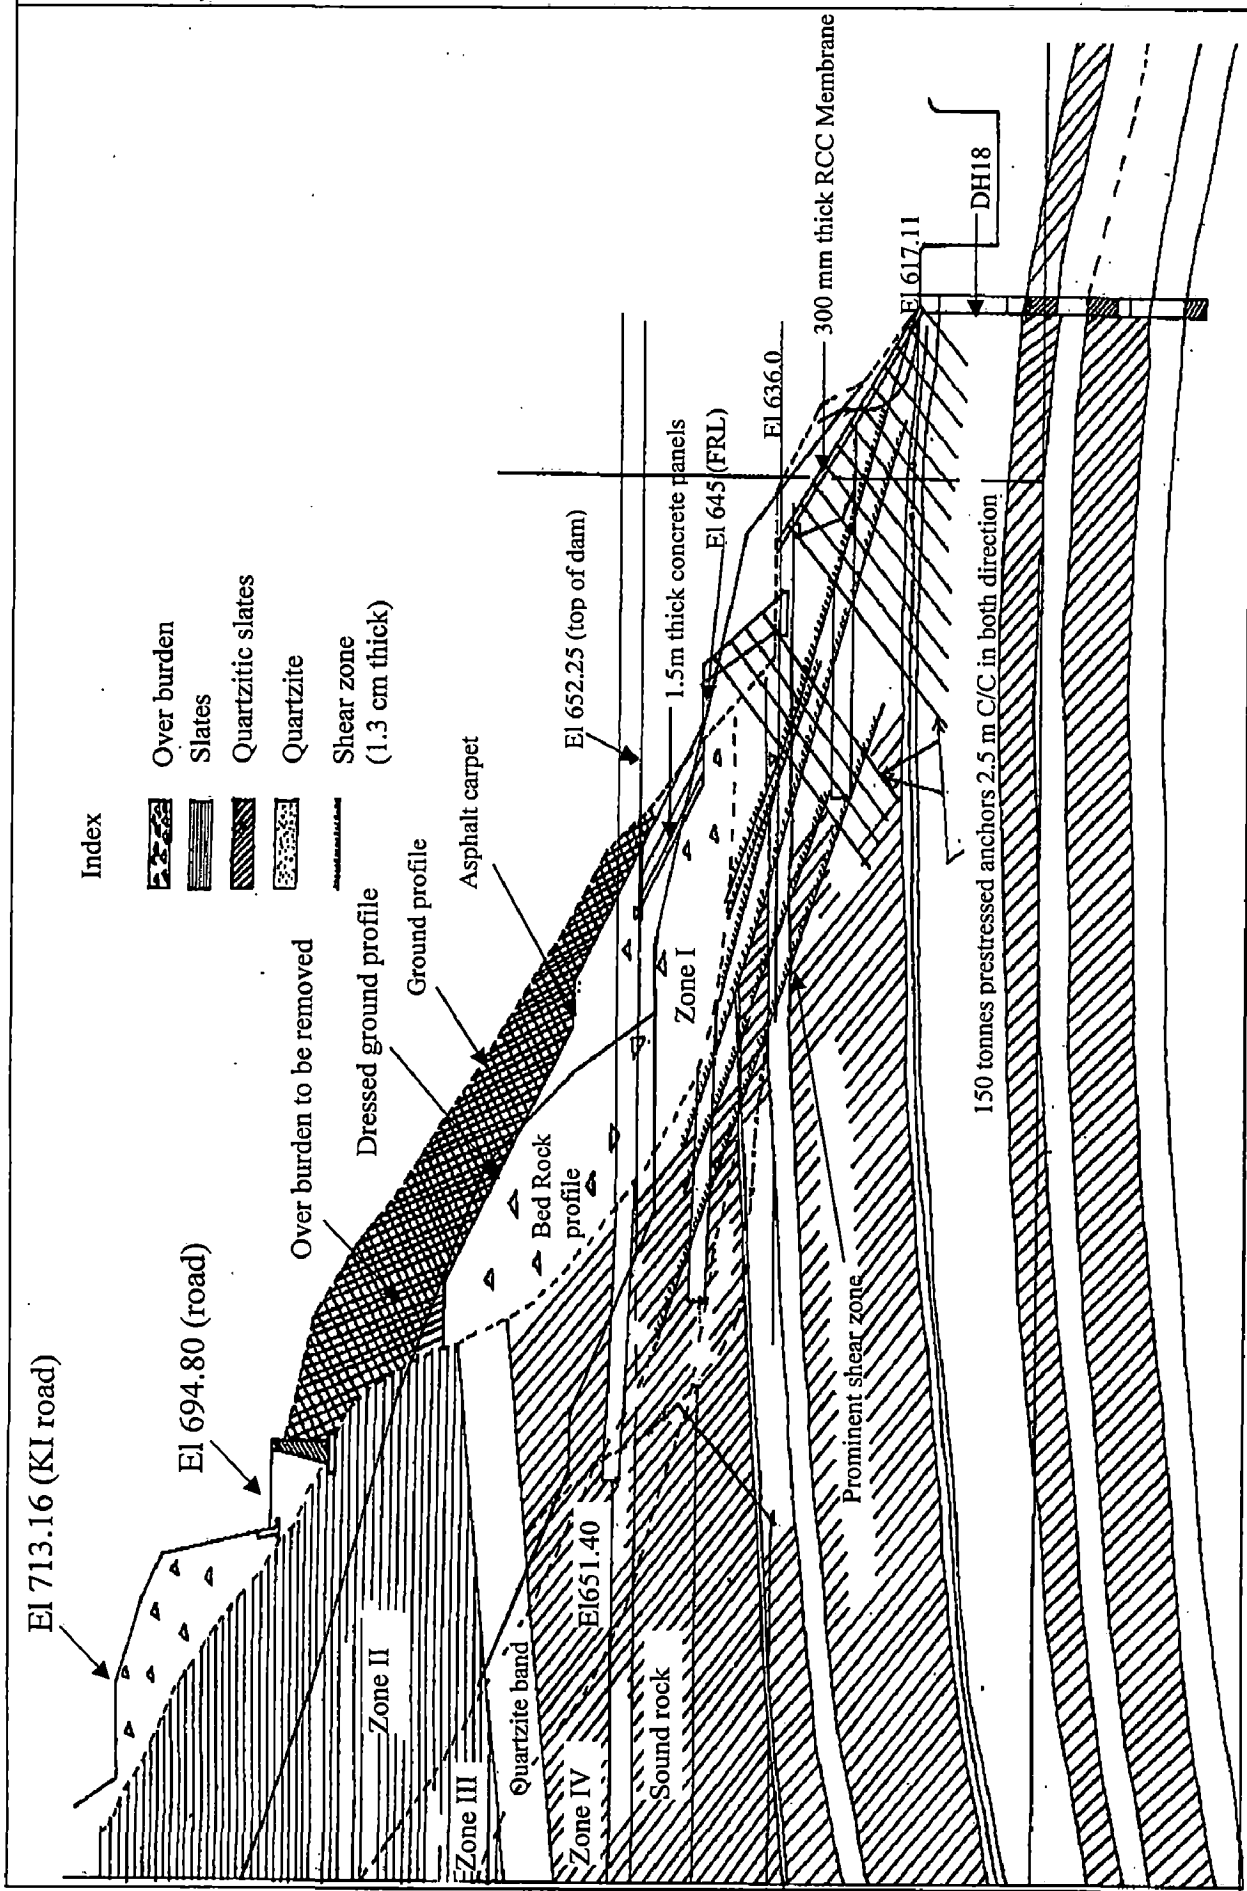 El 713.16 (KI road)
El 694.80 (road)
Over burden to be removed
Dressed ground profile
Ground profile
Asphalt carpet
Index
Over burden
Slates
Quartzitic slates
Quartzite
Shear zone
(1.3 cm thick)
El 652.25 (top of dam)
1.5m thick concrete panels
El 645 (FRL)
El 636.0
300 mm thick RCC Membrane
El 617.11
DH18
Bed Rock
profile
Zone I
Zone II
Zone III
Quartzite band
Zone IV
El651.40
Sound rock
Prominent shear zone
150 tonnes prestressed anchors 2.5 m C/C in both direction